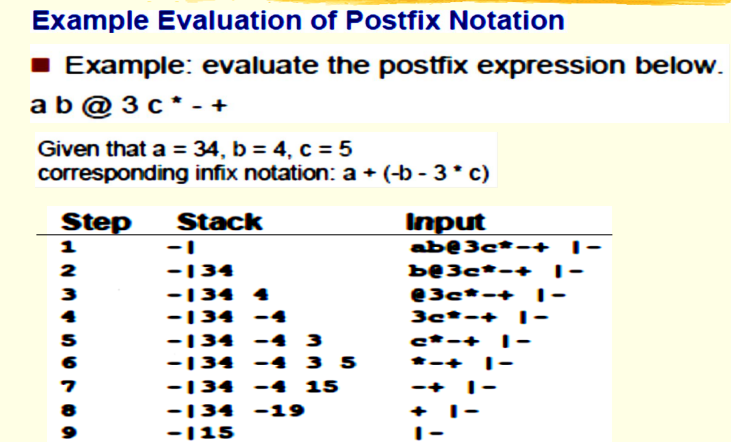 Example Evaluation of Postfix Notation
Example: evaluate the postfix expression below.
a b @ 3 c * - +
Given that a = 34, b = 4, c = 5
corresponding infix notation: a + (-b - 3 * c)
Step Stack Input
1 -| ab@3c*-+ |-
2 -|34 b@3c*-+ |-
3 -|34 4 @3c*-+ |-
4 -|34 -4 3c*-+ |-
5 -|34 -4 3 c*-+ |-
6 -|34 -4 3 5 *-+ |-
7 -|34 -4 15 -+ |-
8 -|34 -19 + |-
9 -|15 |-